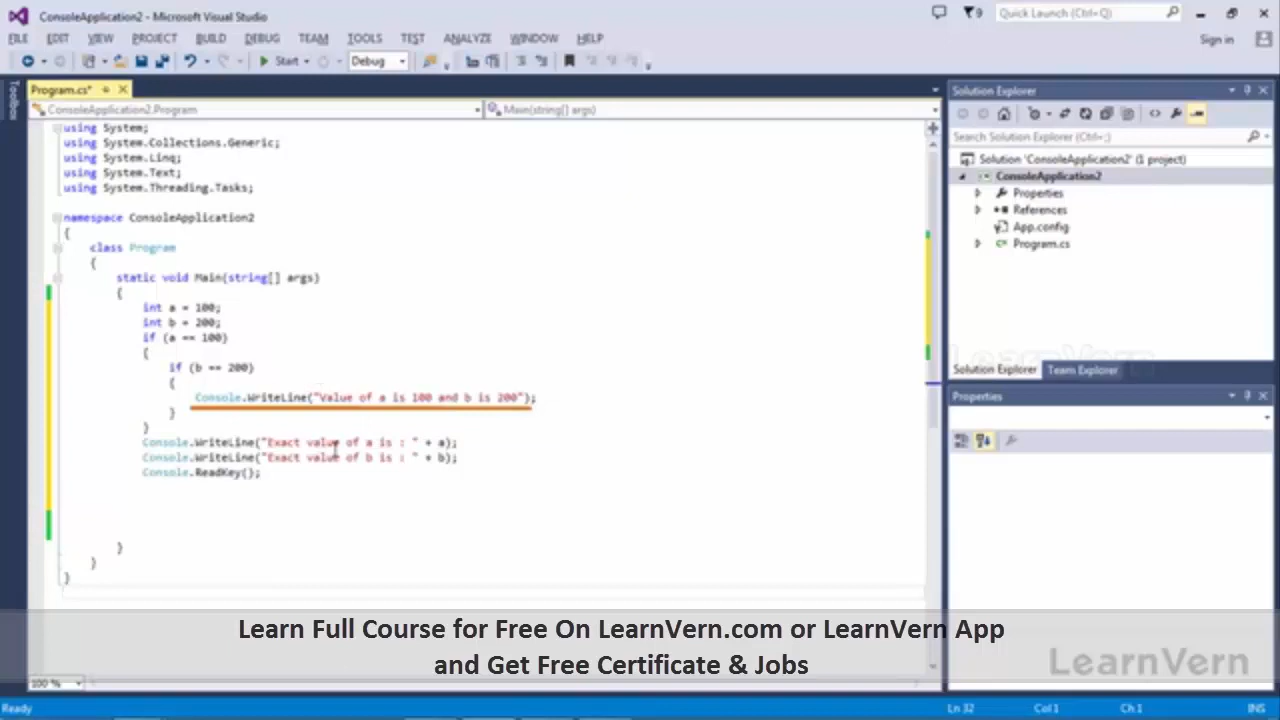 ConsoleApplication2 - Microsoft Visual Studio
9
Quick Launch (Ctrl+Q)
FILE EDIT VIEW PROJECT BUILD DEBUG TEAM TOOLS TEST ANALYZE WINDOW HELP
Sign in
Start
Debug
Toolbox
Program.cs*
ConsoleApplication2.Program
Main(string[] args)
using System;
using System.Collections.Generic;
using System.Linq;
using System.Text;
using System.Threading.Tasks;
namespace ConsoleApplication2
{
class Program
{
static void Main(string[] args)
{
int a = 100;
int b = 200;
if (a == 100)
{
if (b == 200)
{
Console.WriteLine("Value of a is 100 and b is 200");
}
}
Console.WriteLine("Exact value of a is : " + a);
Console.WriteLine("Exact value of b is : " + b);
Console.ReadKey();
}
}
}
Solution Explorer
Search Solution Explorer (Ctrl+;)
Solution 'ConsoleApplication2' (1 project)
ConsoleApplication2
Properties
References
App.config
C# Program.cs
LearnVern
Solution Explorer Team Explorer
Properties
Learn Full Course for Free On LearnVern.com or LearnVern App
and Get Free Certificate & Jobs
LearnVern
100 %
Ready
Ln 32
Col 1
Ch 1
INS